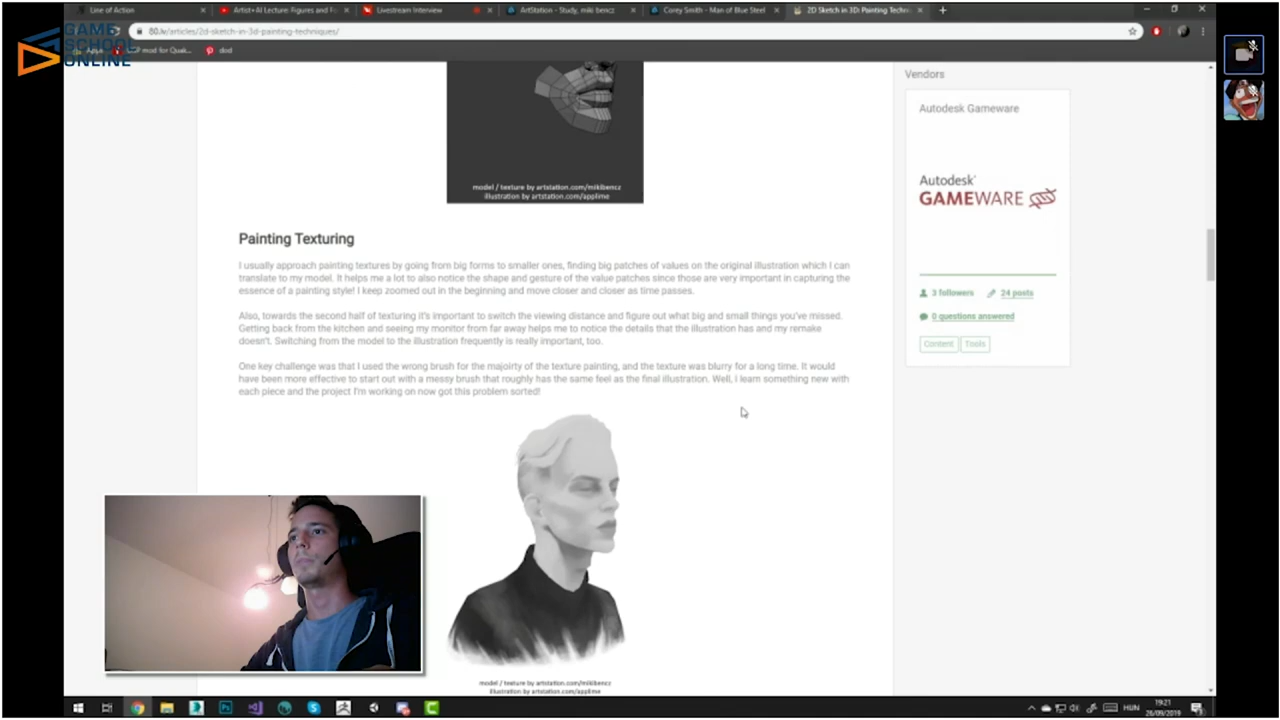 Line of Action
Artist+AI Lecture: Figures and F
Livestream Interview
ArtStation - Study, miki bencz
Corey Smith - Man of Blue Steel
2D Sketch in 3D: Painting Techn
GAME
SCHOOL
ONLINE
80.lv/articles/2d-sketch-in-3d-painting-techniques/
Apps
mod for Quak...
dod
model / texture by artstation.com/mikibencz
illustration by artstation.com/applime
Painting Texturing
I usually approach painting textures by going from big forms to smaller ones, finding big patches of values on the original illustration which I can
translate to my model. It helps me a lot to also notice the shape and gesture of the value patches since those are very important in capturing the
essence of a painting style! I keep zoomed out in the beginning and move closer and closer as time passes.
Also, towards the second half of texturing it's important to switch the viewing distance and figure out what big and small things you've missed.
Getting back from the kitchen and seeing my monitor from far away helps me to notice the details that the illustration has and my remake
doesn't. Switching from the model to the illustration frequently is really important, too.
One key challenge was that I used the wrong brush for the majoirty of the texture painting, and the texture was blurry for a long time. It would
have been more effective to start out with a messy brush that roughly has the same feel as the final illustration. Well, I learn something new with
each piece and the project I'm working on now got this problem sorted!
model / texture by artstation.com/mikibencz
illustration by artstation.com/applime
Vendors
Autodesk Gameware
Autodesk
GAMEWARE
3 followers
24 posts
0 questions answered
Content
Tools
HUN
19:21
26/09/2019